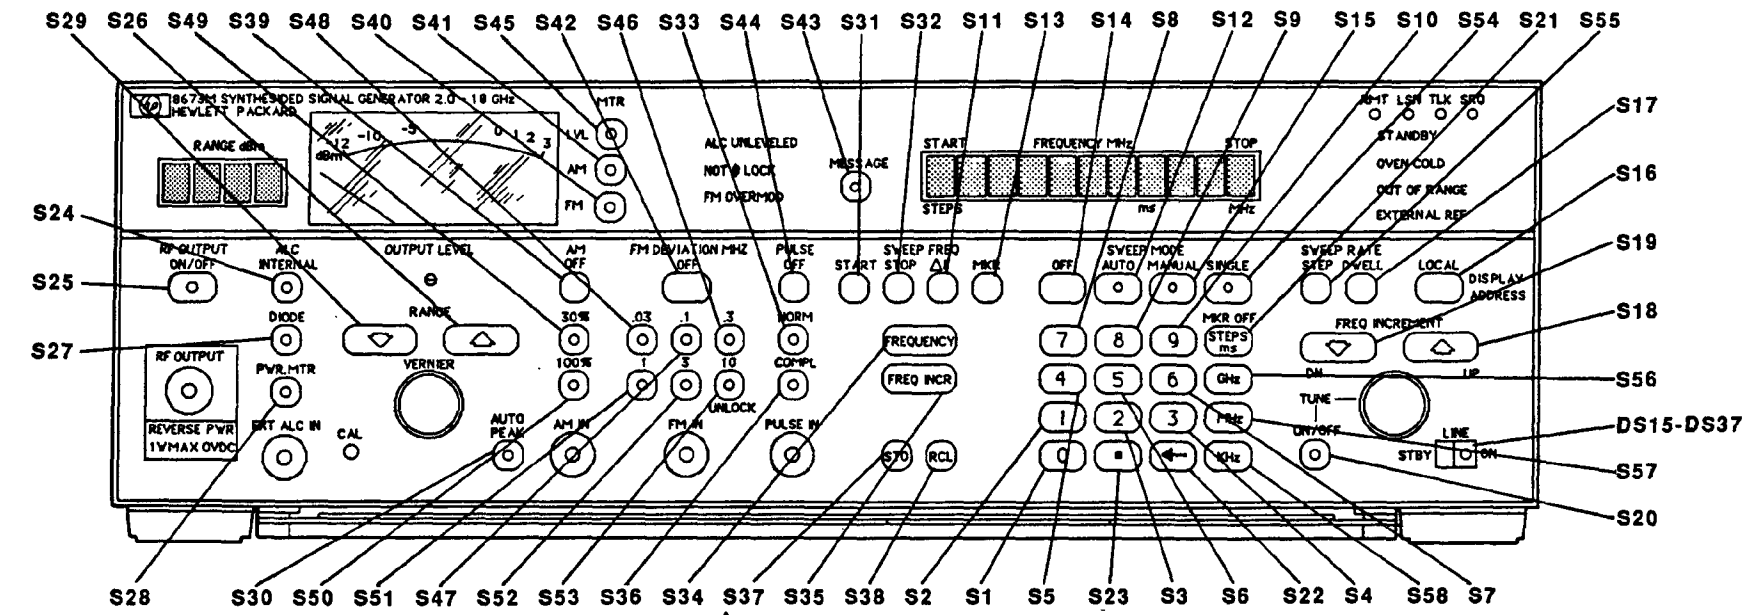 S29 S26 S49 S39 S48 S40 S41 S45 S42 S46 S33 S44 S43 S31 S32 S11 S13 S14 S8 S12 S9 S15 S10 S54 S21 S55
8673M SYNTHESIDED SIGNAL GENERATOR 2.0 - 18 GHz
HEWLETT PACKARD
MTR
RMT LSN TLK SRQ
S17
RANGE dBm
-12 -10 -5 0 1 2 3
dBm
LVL
AM
FM
ALC UNLEVELED
NOT φ LOCK
FM OVERMOD
MESSAGE
START FREQUENCY MHz STOP
STEPS ms MHz
STANDBY
OVEN COLD
OUT OF RANGE
EXTERNAL REF
S16
S24
S19
RF OUTPUT
ON/OFF
ALC
INTERNAL
OUTPUT LEVEL
AM
OFF
FM DEVIATION MHZ
OFF
PULSE
OFF
SWEEP FREQ
START STOP Δf MKR
SWEEP MODE
OFF AUTO MANUAL SINGLE
SWEEP RATE
STEP DWELL
LOCAL
DISPLAY
ADDRESS
S25
DIODE
RANGE
30% .03 .1 .3 NORM
MKR OFF
FREQ INCREMENT
S18
S27
FREQUENCY
7 8 9 STEPS
ms
RF OUTPUT
PWR.MTR
VERNIER
100% 1 3 10 COMPL
FREQ INCR
4 5 6 GHz
DN UP
S56
UNLOCK
TUNE
REVERSE PWR
1WMAX OVDC
EXT ALC IN
CAL
AUTO
PEAK
AM IN
FM IN
PULSE IN
1 2 3 MHz
ON/OFF
LINE
DS15-DS37
STO RCL
0 ▪ ← KHz
STBY ON
S57
S20
S28 S30 S50 S51 S47 S52 S53 S36 S34 S37 S35 S38 S2 S1 S5 S23 S3 S6 S22 S4 S58 S7